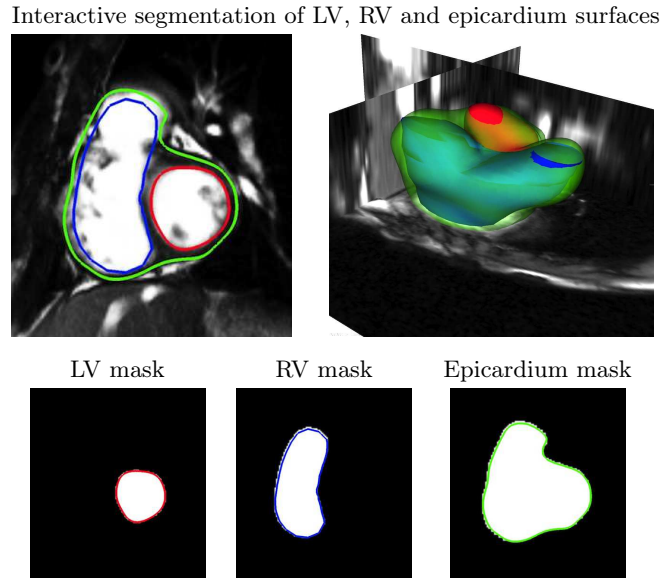 Interactive segmentation of LV, RV and epicardium surfaces
LV mask
RV mask
Epicardium mask